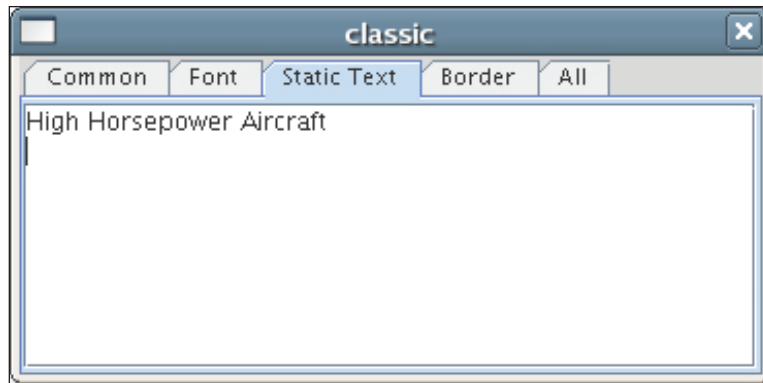 classic
Common Font Static Text Border All
High Horsepower Aircraft